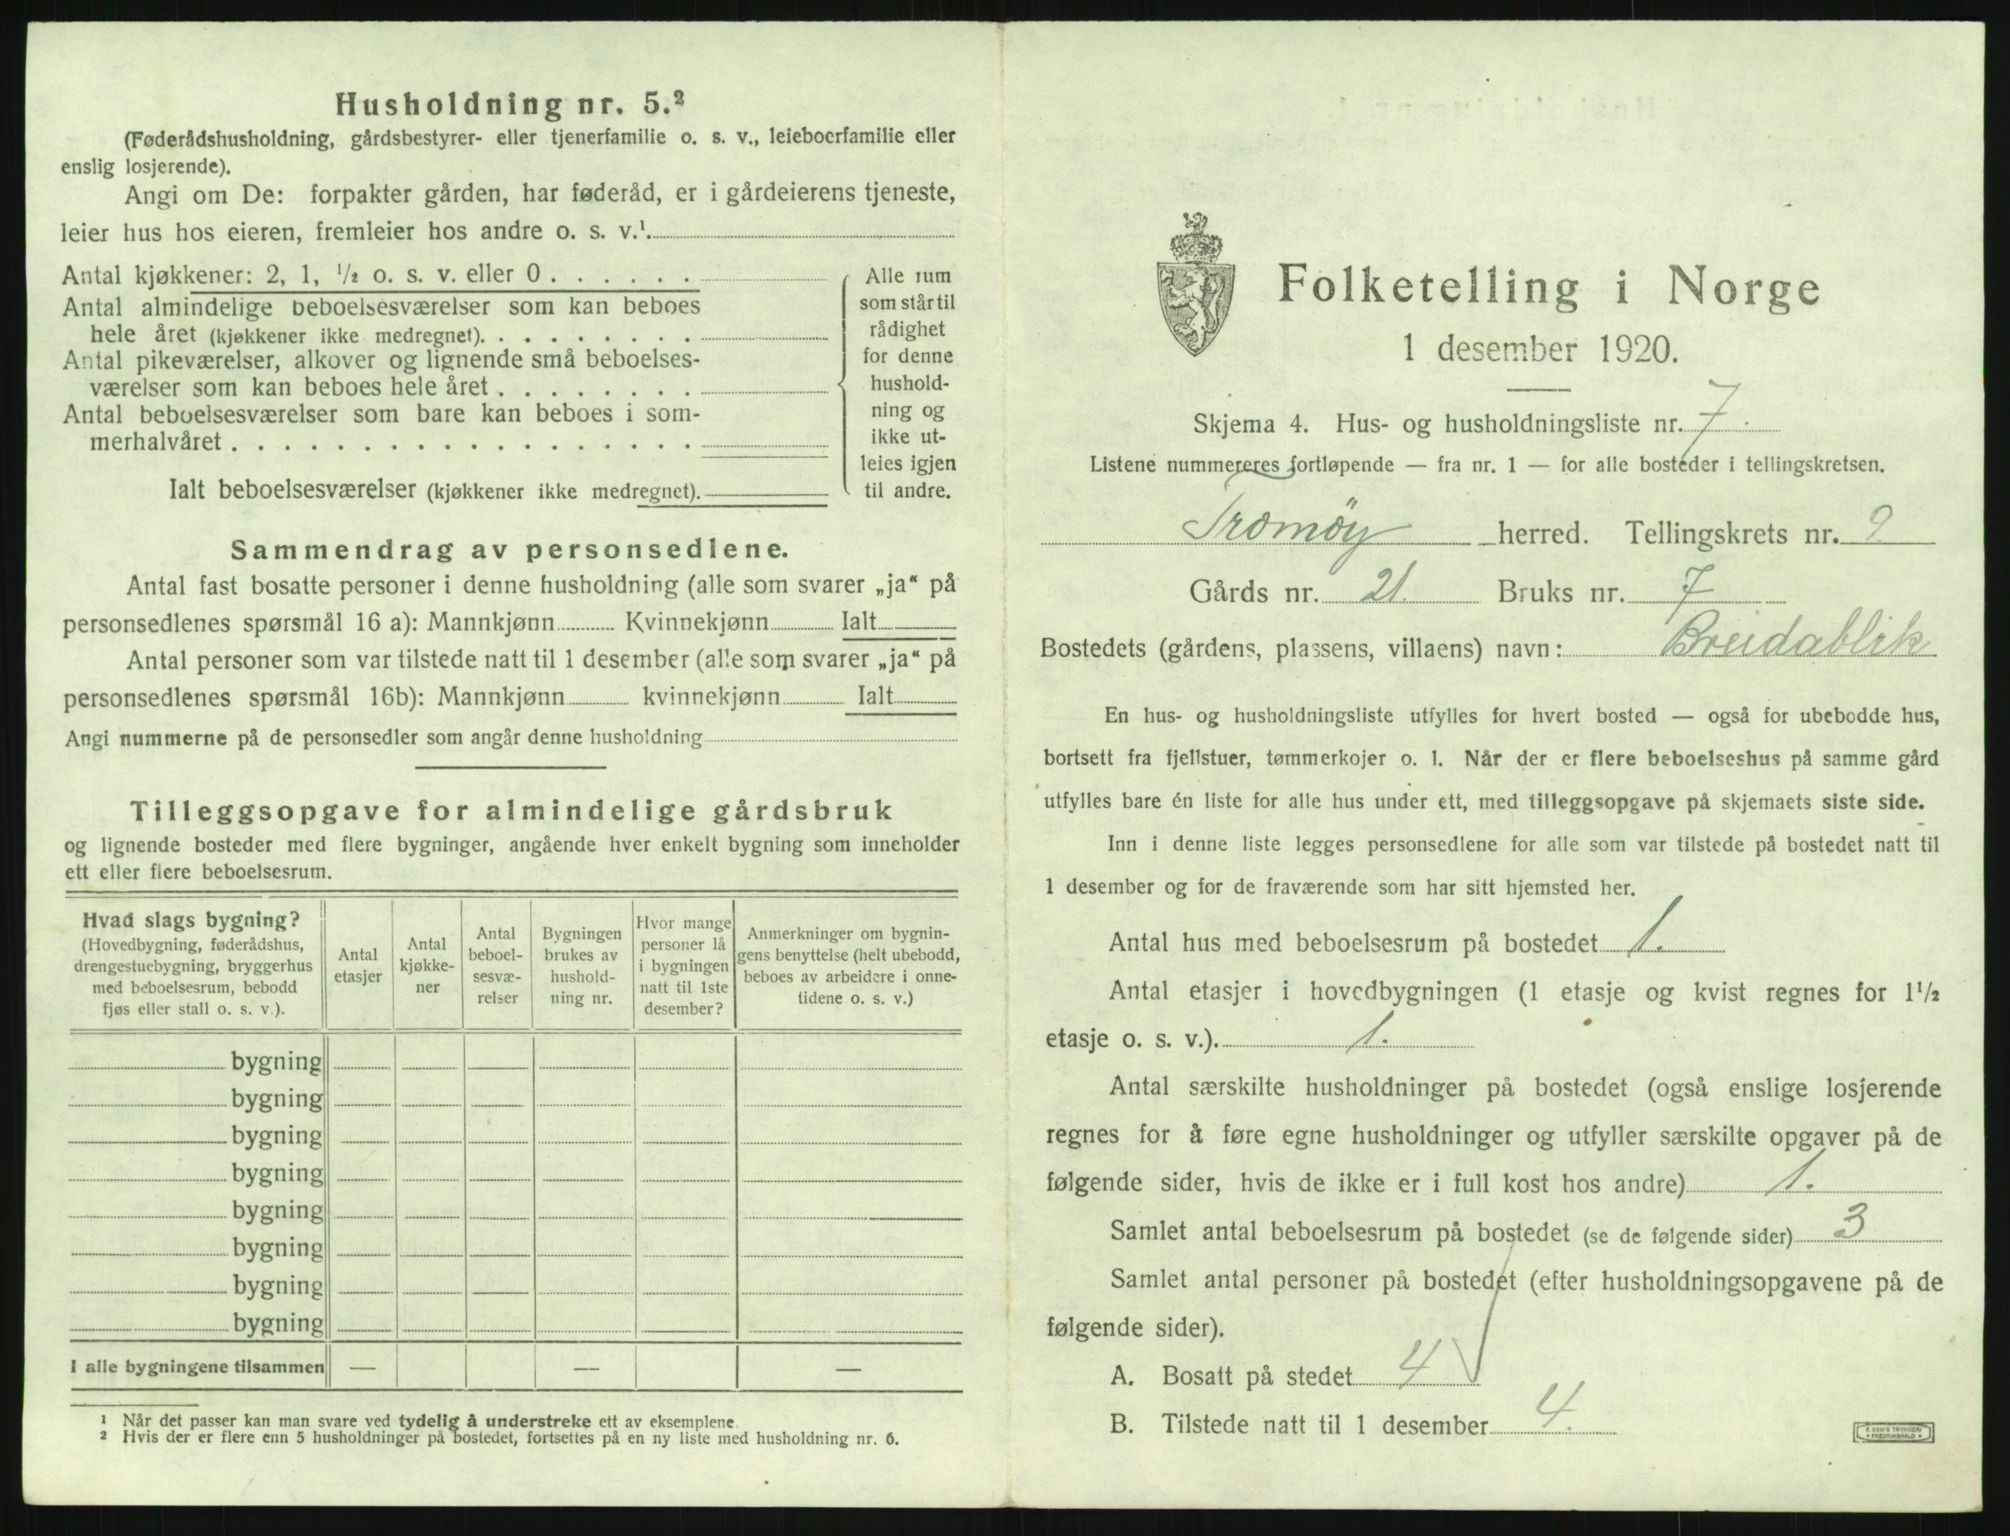 Husholdning nr. 5.²
(Føderådshusholdning, gårdsbestyrer- eller tjenerfamilie o. s. v., leieboerfamilie eller
enslig losjerende).
Angi om De: forpakter gården, har føderåd, er i gårdeierens tjeneste,
leier hus hos eieren, fremleier hos andre o. s. v.¹
Antal kjøkkener: 2, 1, ½ o. s. v. eller 0 . . . . . .
Antal almindelige beboelsesværelser som kan beboes
hele året (kjøkkener ikke medregnet). . . . . . . . .
Antal pikeværelser, alkover og lignende små beboelses-
værelser som kan beboes hele året . . . . . . . .
Antal beboelsesværelser som bare kan beboes i som-
merhalvåret . . . . . . . . . . . . . . . . . .
Ialt beboelsesværelser (kjøkkener ikke medregnet).
Alle rum
som står til
rådighet
for denne
hushold-
ning og
ikke ut-
leies igjen
til andre.
Sammendrag av personsedlene.
Antal fast bosatte personer i denne husholdning (alle som svarer „ja“ på
personsedlenes spørsmål 16 a): Mannkjønn Kvinnekjønn Ialt
Antal personer som var tilstede natt til 1 desember (alle som svarer „ja“ på
personsedlenes spørsmål 16b): Mannkjønn kvinnekjønn Ialt
Angi nummerne på de personsedler som angår denne husholdning
Tilleggsopgave for almindelige gårdsbruk
og lignende bosteder med flere bygninger, angående hver enkelt bygning som inneholder
ett eller flere beboelsesrum.
Hvad slags bygning?
(Hovedbygning, føderådshus,
drengestuebygning, bryggerhus
med beboelsesrum, bebodd
fjøs eller stall o. s. v.).
Antal
etasjer
Antal
kjøkke-
ner
Antal
beboel-
sesvæ-
relser
Bygningen
brukes av
hushold-
ning nr.
Hvor mange
personer lå
i bygningen
natt til 1ste
desember?
Anmerkninger om bygnin-
gens benyttelse (helt ubebodd,
beboes av arbeidere i onne-
tidene o. s. v.)
bygning
bygning
bygning
bygning
bygning
bygning
bygning
bygning
I alle bygningene tilsammen — — —
¹ Når det passer kan man svare ved tydelig å understreke ett av eksemplene
² Hvis der er flere enn 5 husholdninger på bostedet, fortsettes på en ny liste med husholdning nr. 6.
Folketelling i Norge
1 desember 1920.
Skjema 4. Hus- og husholdningsliste nr. 7.
Listene nummereres fortløpende — fra nr. 1 — for alle bosteder i tellingskretsen.
Tromöy herred. Tellingskrets nr. 9
Gårds nr. 21. Bruks nr. 7
Bostedets (gårdens, plassens, villaens) navn: Breidablik
En hus- og husholdningsliste utfylles for hvert bosted — også for ubebodde hus,
bortsett fra fjellstuer, tømmerkojer o. l. Når der er flere beboelseshus på samme gård
utfylles bare én liste for alle hus under ett, med tilleggsopgave på skjemaets siste side.
Inn i denne liste legges personsedlene for alle som var tilstede på bostedet natt til
1 desember og for de fraværende som har sitt hjemsted her.
Antal hus med beboelsesrum på bostedet 1.
Antal etasjer i hovedbygningen (1 etasje og kvist regnes for 1½
etasje o. s. v.). 1.
Antal særskilte husholdninger på bostedet (også enslige losjerende
regnes for å føre egne husholdninger og utfyller særskilte opgaver på de
følgende sider, hvis de ikke er i full kost hos andre) 1.
Samlet antal beboelsesrum på bostedet (se de følgende sider) 3
Samlet antal personer på bostedet (efter husholdningsopgavene på de
følgende sider).
A. Bosatt på stedet 4
B. Tilstede natt til 1 desember 4.